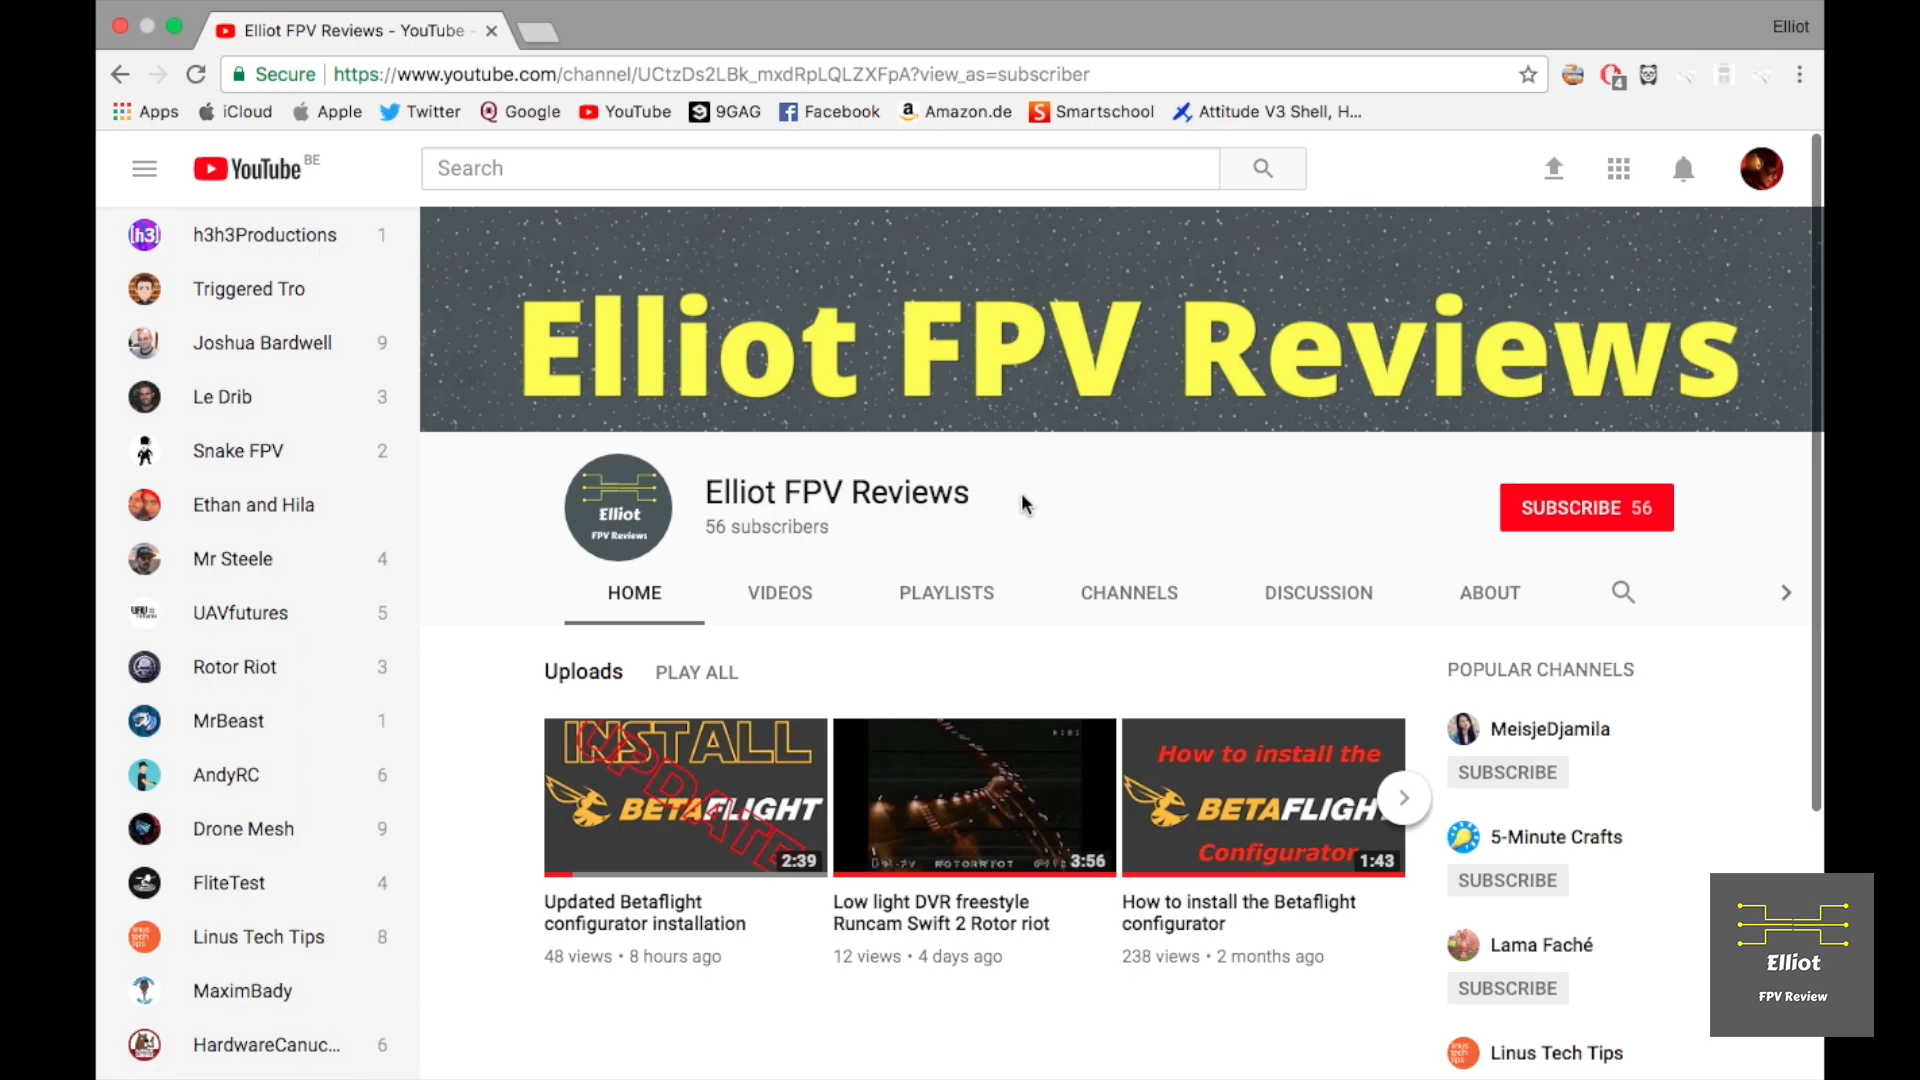 Elliot FPV Reviews - YouTube -
Elliot
Secure
https://www.youtube.com/channel/UCtzDs2LBk_mxdRpLQLZXFpA?view_as=subscriber
4
Apps iCloud Apple Twitter Google YouTube 9GAG Facebook Amazon.de Smartschool Attitude V3 Shell, H...
YouTube BE
Search
h3h3Productions 1
Triggered Tro
Joshua Bardwell 9
Le Drib 3
Snake FPV 2
Ethan and Hila
Mr Steele 4
UAVfutures 5
Rotor Riot 3
MrBeast 1
AndyRC 6
Drone Mesh 9
FliteTest 4
Linus Tech Tips 8
MaximBady
HardwareCanuc... 6
Elliot FPV Reviews
Elliot
FPV Reviews
Elliot FPV Reviews
56 subscribers
SUBSCRIBE 56
HOME VIDEOS PLAYLISTS CHANNELS DISCUSSION ABOUT
Uploads PLAY ALL
INSTALL
UPDATE
BETAFLIGHT
2:39
Updated Betaflight
configurator installation
48 views • 8 hours ago
ROTORRIOT
3:56
Low light DVR freestyle
Runcam Swift 2 Rotor riot
12 views • 4 days ago
How to install the
BETAFLIGH
Configurator
1:43
How to install the Betaflight
configurator
238 views • 2 months ago
POPULAR CHANNELS
MeisjeDjamila
SUBSCRIBE
5-Minute Crafts
SUBSCRIBE
Lama Faché
SUBSCRIBE
Linus Tech Tips
Elliot
FPV Review